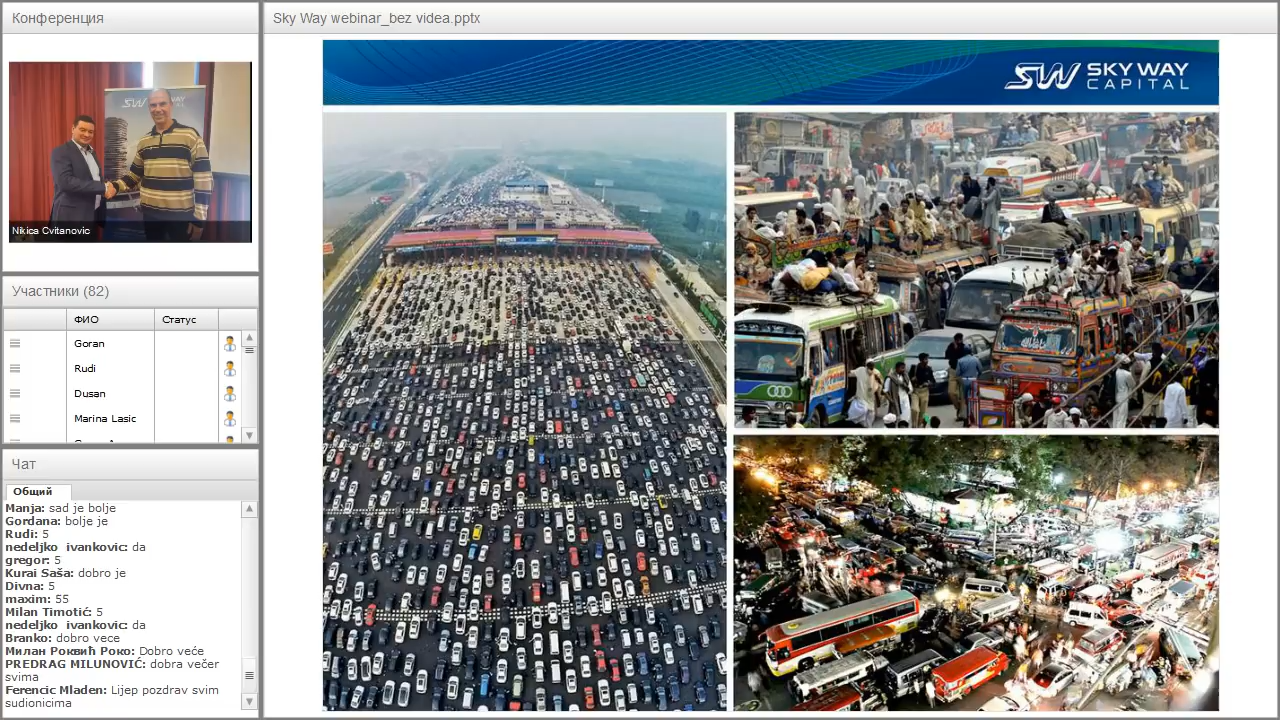 Конференция
Sky Way webinar_bez videa.pptx
SW SKY WAY
CAPITAL
SW
WAY
Nikica Cvitanovic
Участники (82)
ФИО
Статус
Goran
Rudi
Dusan
Marina Lasic
Чат
Общий
Manja: sad je bolje
Gordana: bolje je
Rudi: 5
nedeljko ivankovic: da
gregor: 5
Kurai Saša: dobro je
Divna: 5
maxim: 55
Milan Timotić: 5
nedeljko ivankovic: da
Branko: dobro vece
Милан Роквић Роко: Dobro veće
PREDRAG MILUNOVIĆ: dobra večer
svima
Ferencic Mladen: Lijep pozdrav svim
sudionicima